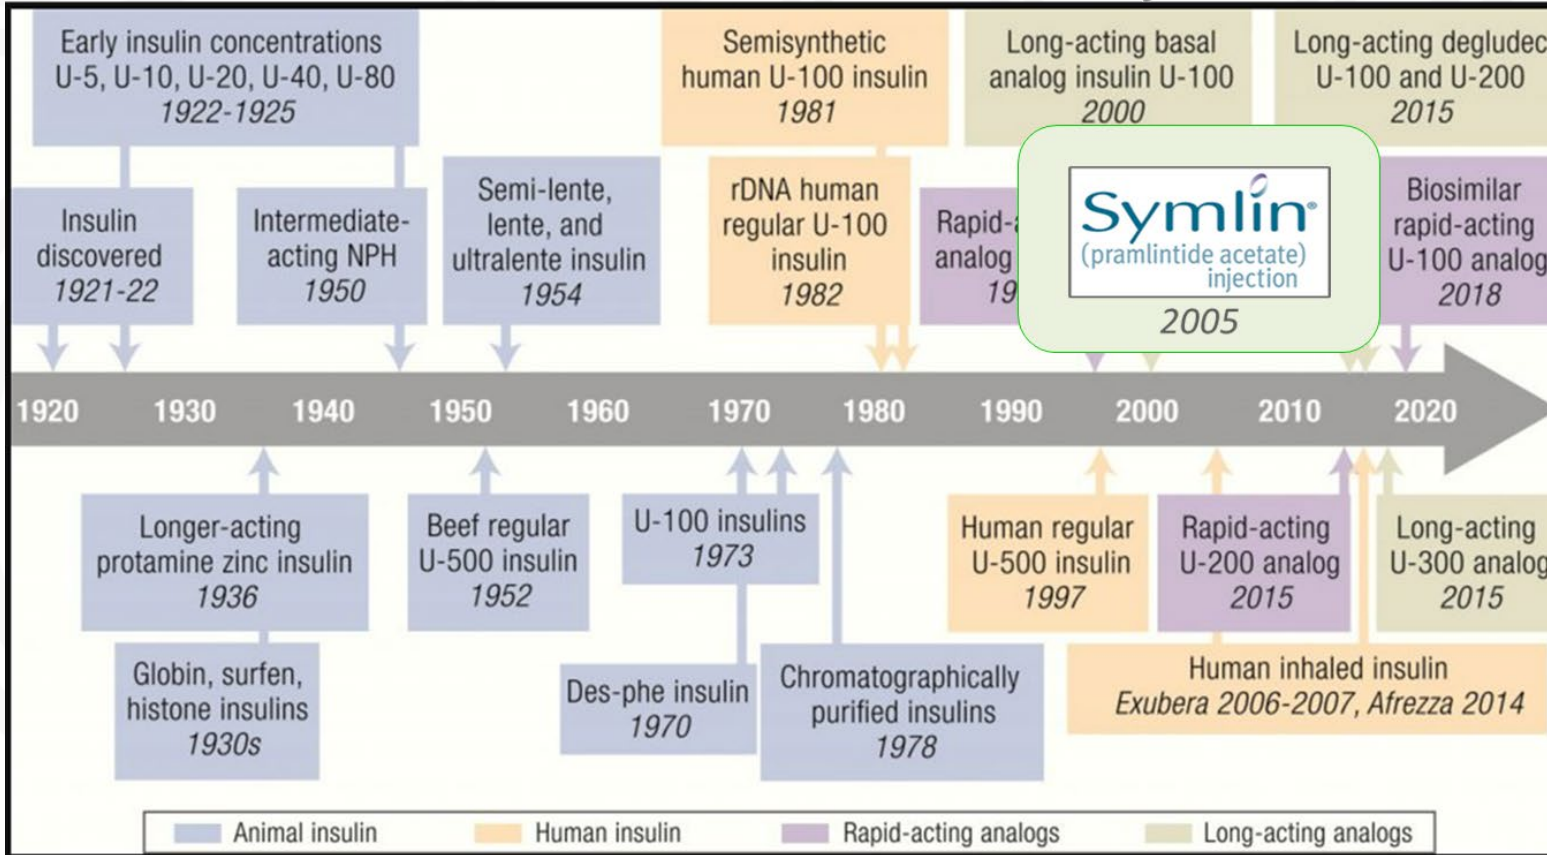 Early insulin concentrations
U-5, U-10, U-20, U-40, U-80
1922-1925
Semisynthetic
human U-100 insulin
1981
Long-acting basal
analog insulin U-100
2000
Long-acting degludec
U-100 and U-200
2015
Insulin
discovered
1921-22
Intermediate-
acting NPH
1950
Semi-lente,
lente, and
ultralente insulin
1954
rDNA human
regular U-100
insulin
1982
analog
Symlin®
(pramlintide acetate)
injection
2005
Biosimilar
rapid-acting
U-100 analog
2018
1920 1930 1940 1950 1960 1970 1980 1990 2000 2010 2020
Longer-acting
protamine zinc insulin
1936
Beef regular
U-500 insulin
1952
U-100 insulins
1973
Human regular
U-500 insulin
1997
Rapid-acting
U-200 analog
2015
Long-acting
U-300 analog
2015
Globin, surfen,
histone insulins
1930s
Des-phe insulin
1970
Chromatographically
purified insulins
1978
Human inhaled insulin
Exubera 2006-2007, Afrezza 2014
Animal insulin
Human insulin
Rapid-acting analogs
Long-acting analogs